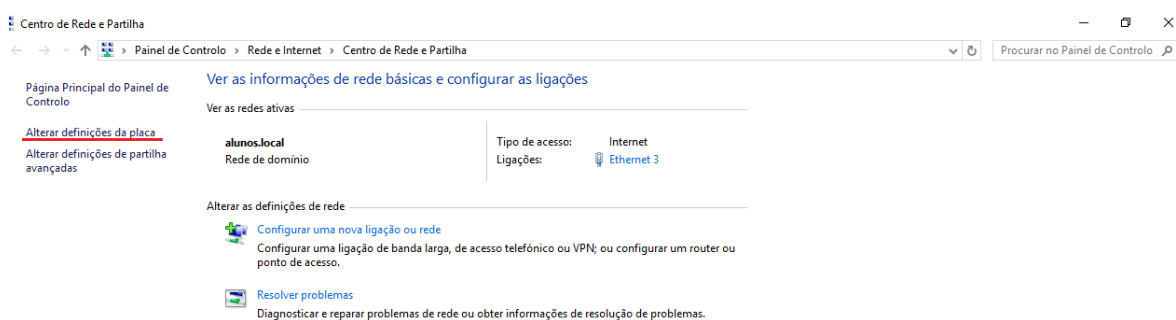 Centro de Rede e Partilha
Painel de Controlo > Rede e Internet > Centro de Rede e Partilha
Procurar no Painel de Controlo
Página Principal do Painel de
Controlo
Alterar definições da placa
Alterar definições de partilha
avançadas
Ver as informações de rede básicas e configurar as ligações
Ver as redes ativas
alunos.local
Rede de domínio
Tipo de acesso: Internet
Ligações: Ethernet 3
Alterar as definições de rede
Configurar uma nova ligação ou rede
Configurar uma ligação de banda larga, de acesso telefónico ou VPN; ou configurar um router ou
ponto de acesso.
Resolver problemas
Diagnosticar e reparar problemas de rede ou obter informações de resolução de problemas.